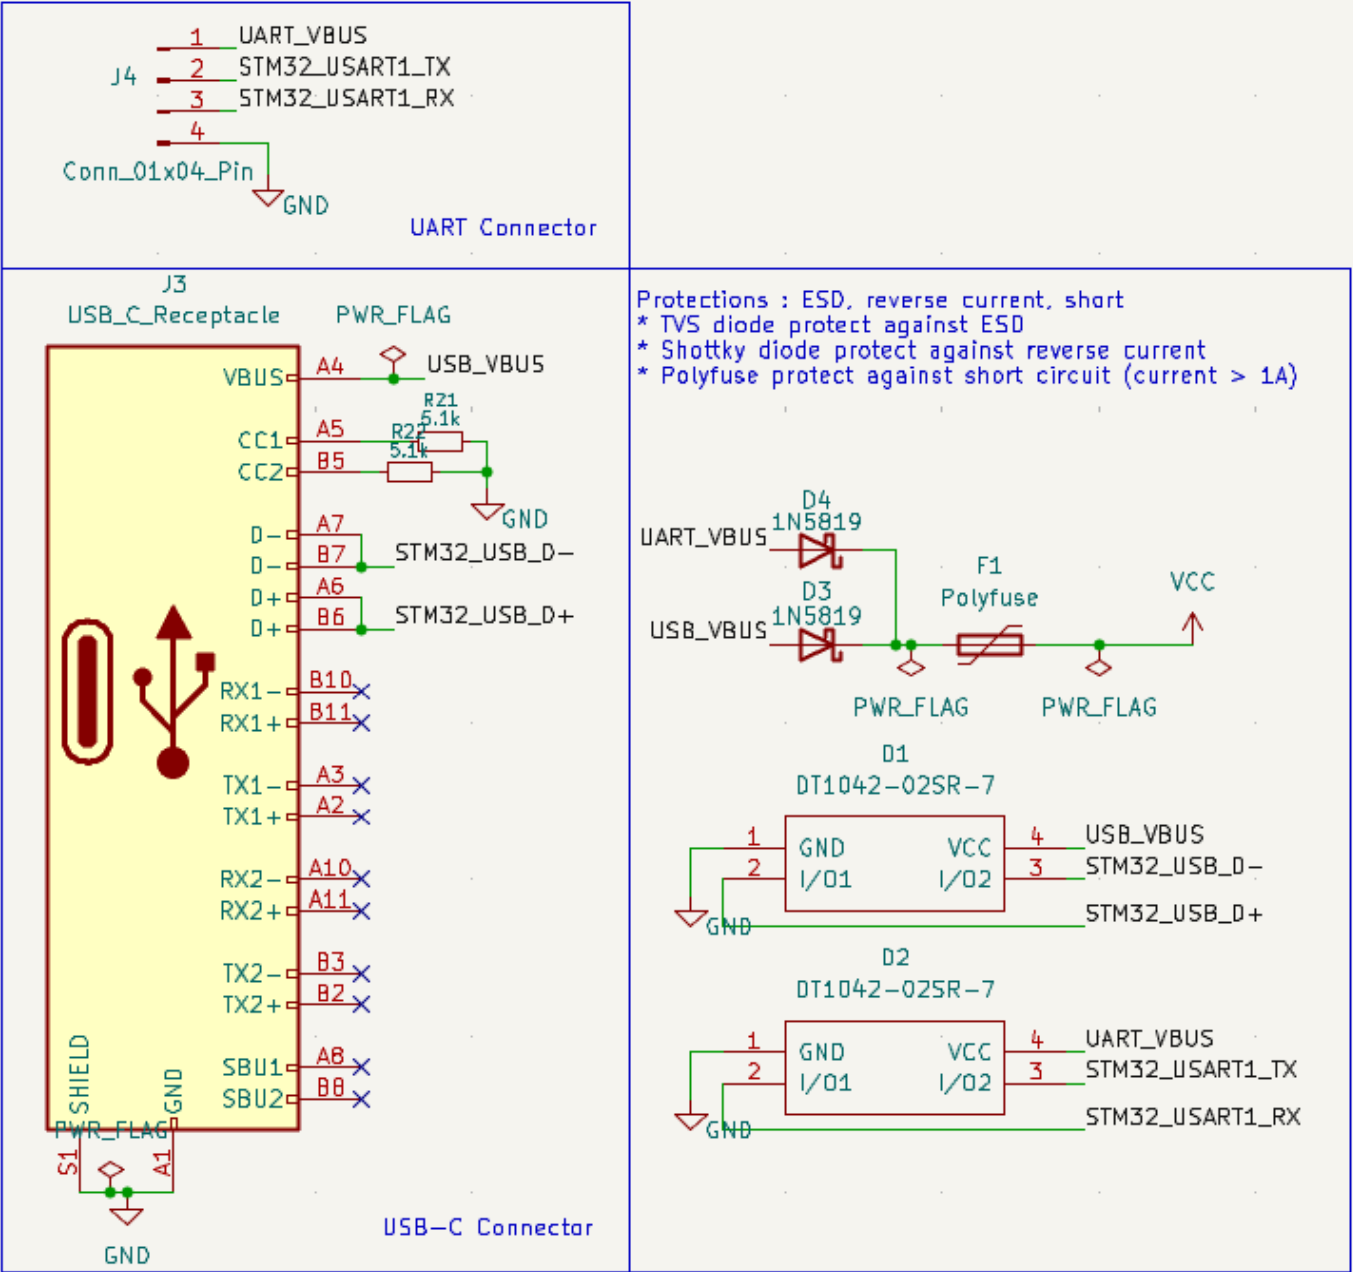 1 UART_VBUS
2 STM32_USART1_TX
J4
3 STM32_USART1_RX
4
Conn_01x04_Pin
GND
UART Connector
J3
USB_C_Receptacle
PWR_FLAG
VBUS A4 USB_VBUS
R21
5.1k
CC1 A5
R22
5.1k
CC2 B5
GND
D- A7
D- B7 STM32_USB_D-
D+ A6
D+ B6 STM32_USB_D+
RX1- B10
RX1+ B11
TX1- A3
TX1+ A2
RX2- A10
RX2+ A11
TX2- B3
TX2+ B2
SBU1 A8
SBU2 B8
SHIELD
GND
PWR_FLAG
S1
A1
GND
USB-C Connector
Protections : ESD, reverse current, short
* TVS diode protect against ESD
* Shottky diode protect against reverse current
* Polyfuse protect against short circuit (current > 1A)
D4
1N5819
UART_VBUS
D3
1N5819
USB_VBUS
F1
Polyfuse
VCC
PWR_FLAG
PWR_FLAG
D1
DT1042-02SR-7
1 GND VCC 4 USB_VBUS
2 I/O1 I/O2 3 STM32_USB_D-
GND STM32_USB_D+
D2
DT1042-02SR-7
1 GND VCC 4 UART_VBUS
2 I/O1 I/O2 3 STM32_USART1_TX
GND STM32_USART1_RX